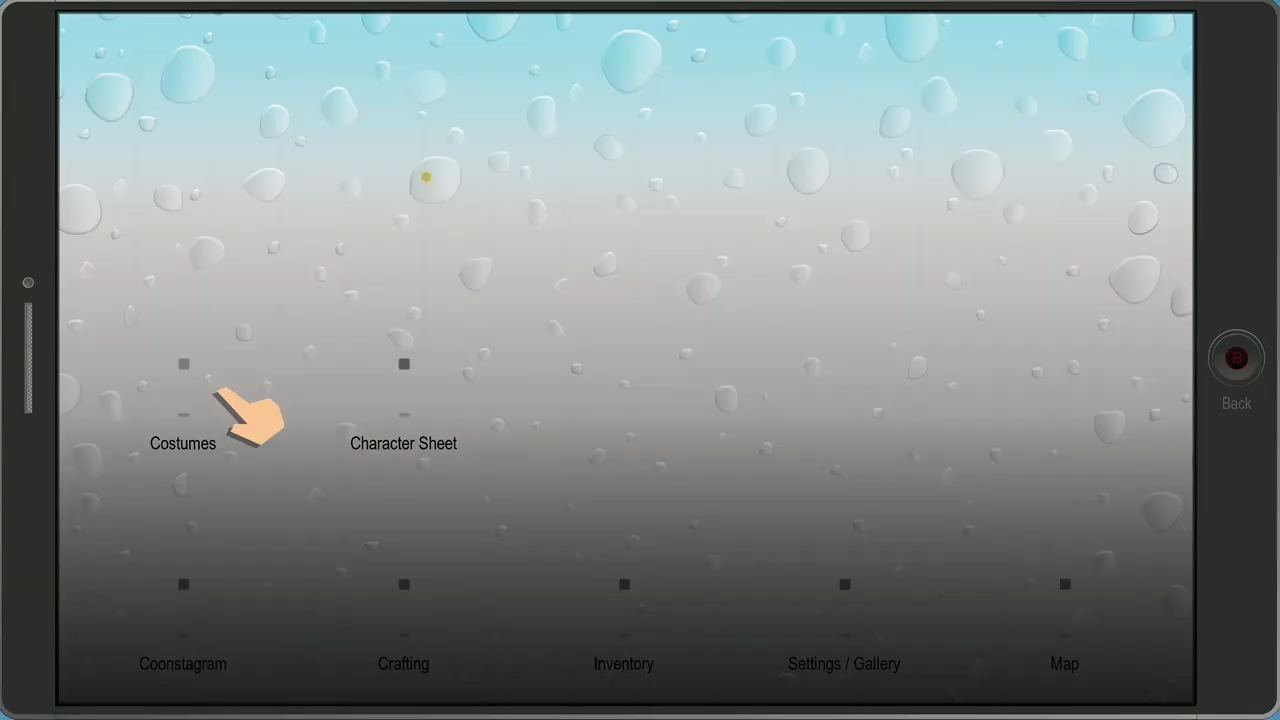 B
Back
Costumes
Character Sheet
Coonstagram
Crafting
Inventory
Settings / Gallery
Map